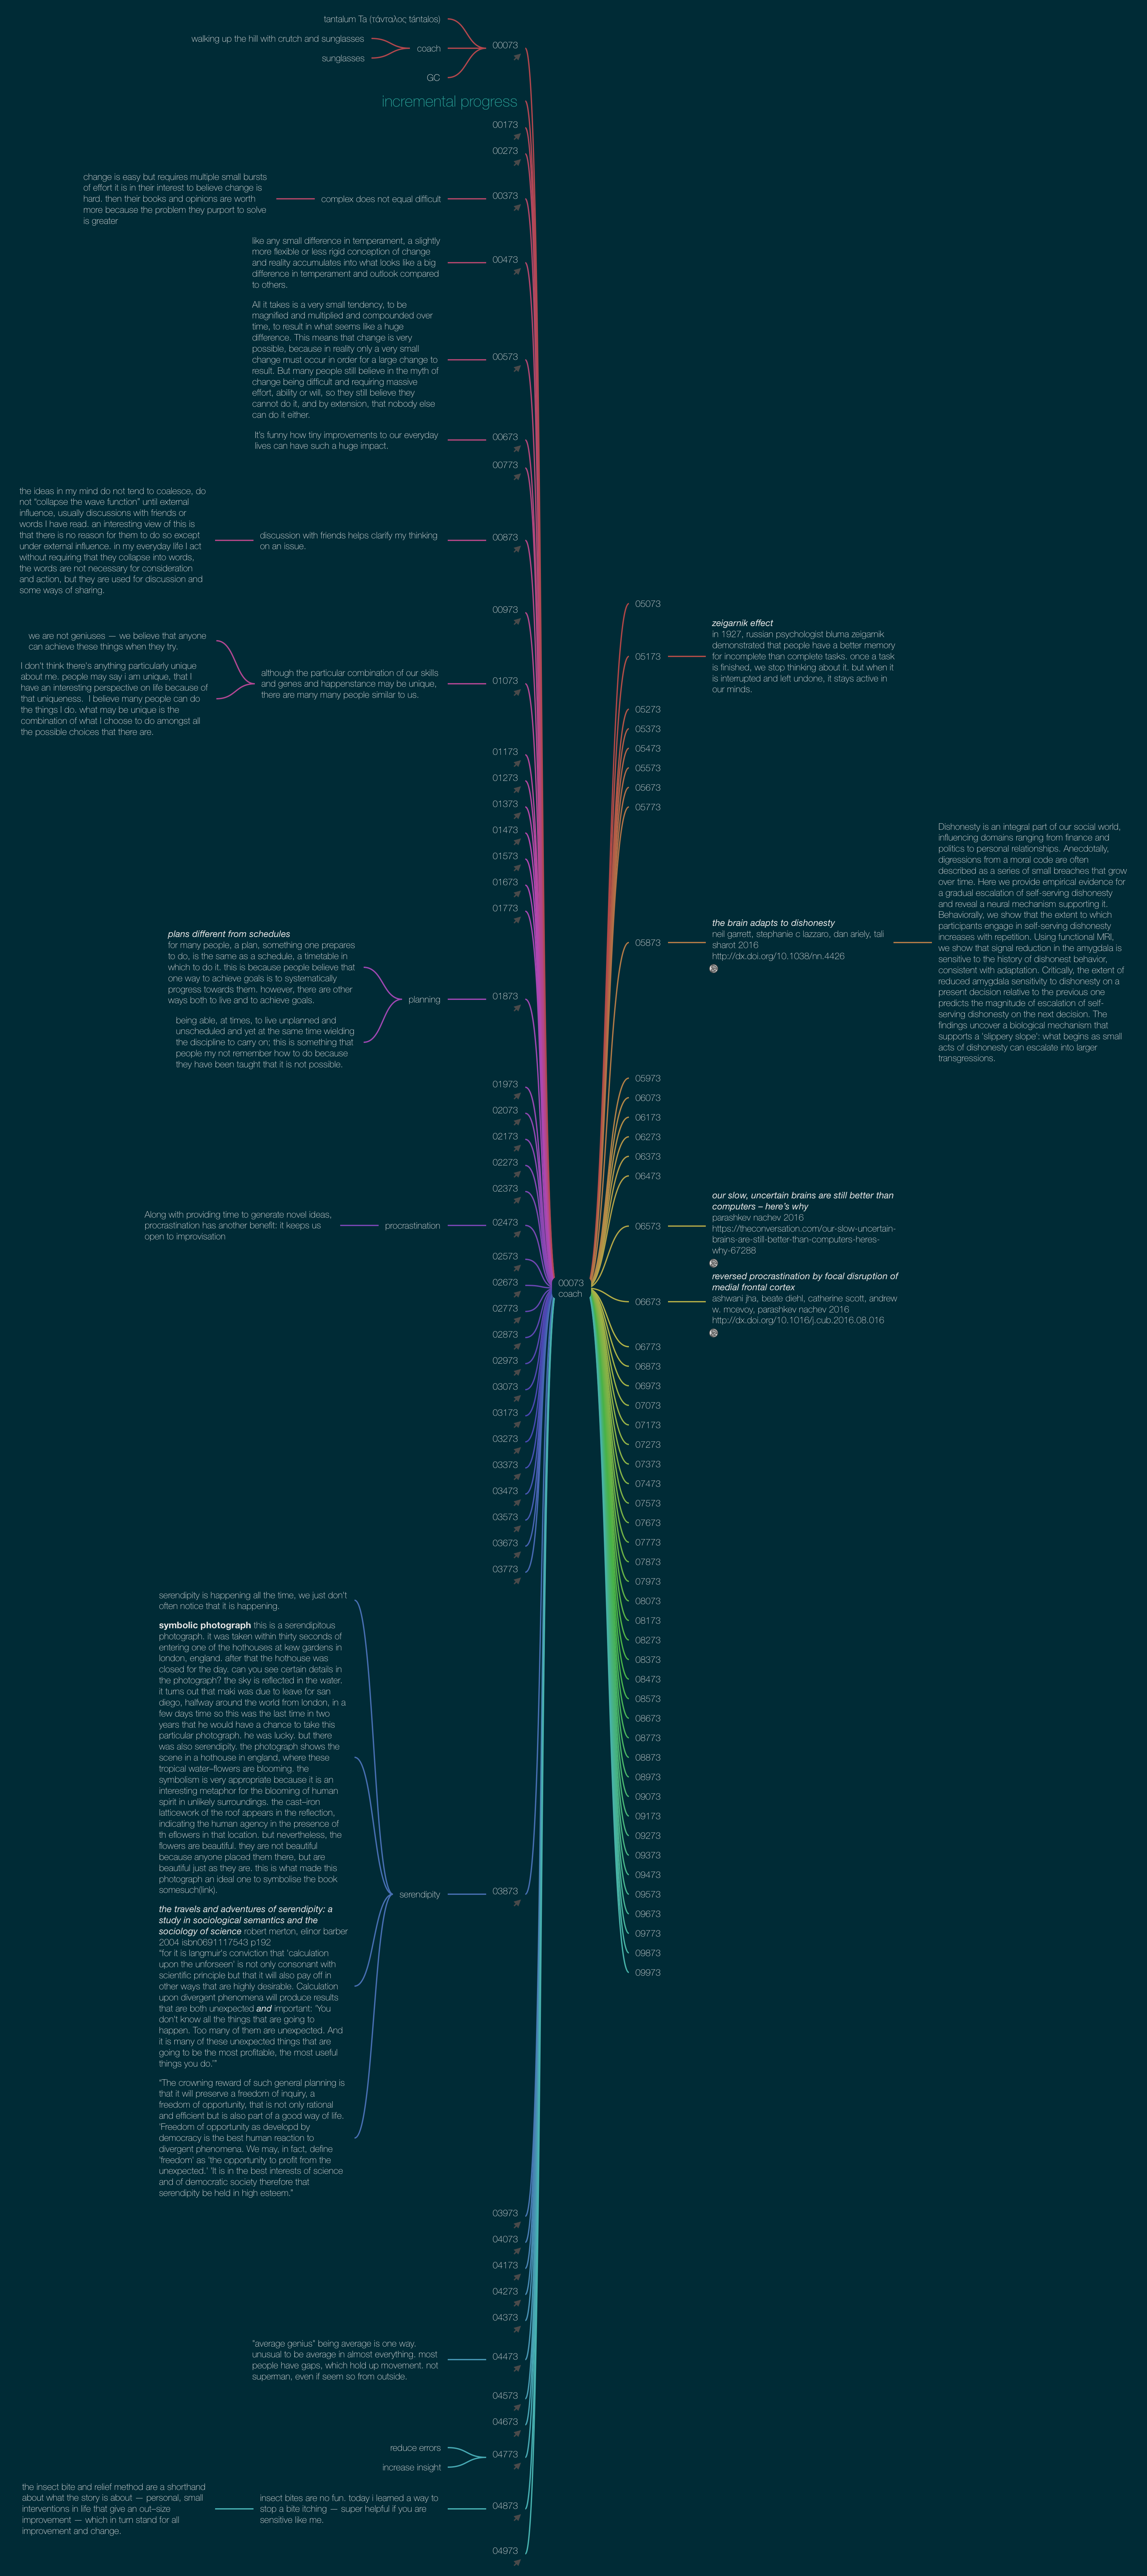 tantalum Ta (τάνταλος tántalos)
walking up the hill with crutch and sunglasses
sunglasses
coach
GC
00073
incremental progress
00173
00273
change is easy but requires multiple small bursts
of effort it is in their interest to believe change is
hard. then their books and opinions are worth
more because the problem they purport to solve
is greater
complex does not equal difficult
00373
like any small difference in temperament, a slightly
more flexible or less rigid conception of change
and reality accumulates into what looks like a big
difference in temperament and outlook compared
to others.
00473
All it takes is a very small tendency, to be
magnified and multiplied and compounded over
time, to result in what seems like a huge
difference. This means that change is very
possible, because in reality only a very small
change must occur in order for a large change to
result. But many people still believe in the myth of
change being difficult and requiring massive
effort, ability or will, so they still believe they
cannot do it, and by extension, that nobody else
can do it either.
00573
It's funny how tiny improvements to our everyday
lives can have such a huge impact.
00673
00773
the ideas in my mind do not tend to coalesce, do
not "collapse the wave function" until external
influence, usually discussions with friends or
words I have read. an interesting view of this is
that there is no reason for them to do so except
under external influence. in my everyday life I act
without requiring that they collapse into words,
the words are not necessary for consideration
and action, but they are used for discussion and
some ways of sharing.
discussion with friends helps clarify my thinking
on an issue.
00873
00973
we are not geniuses — we believe that anyone
can achieve these things when they try.
I don't think there's anything particularly unique
about me. people may say i am unique, that I
have an interesting perspective on life because of
that uniqueness.  I believe many people can do
the things I do. what may be unique is the
combination of what I choose to do amongst all
the possible choices that there are.
although the particular combination of our skills
and genes and happenstance may be unique,
there are many many people similar to us.
01073
01173
01273
01373
01473
01573
01673
01773
plans different from schedules
for many people, a plan, something one prepares
to do, is the same as a schedule, a timetable in
which to do it. this is because people believe that
one way to achieve goals is to systematically
progress towards them. however, there are other
ways both to live and to achieve goals.
being able, at times, to live unplanned and
unscheduled and yet at the same time wielding
the discipline to carry on; this is something that
people my not remember how to do because
they have been taught that it is not possible.
planning
01873
01973
02073
02173
02273
02373
Along with providing time to generate novel ideas,
procrastination has another benefit: it keeps us
open to improvisation
procrastination
02473
02573
02673
02773
02873
02973
03073
03173
03273
03373
03473
03573
03673
03773
serendipity is happening all the time, we just don't
often notice that it is happening.
symbolic photograph this is a serendipitous
photograph. it was taken within thirty seconds of
entering one of the hothouses at kew gardens in
london, england. after that the hothouse was
closed for the day. can you see certain details in
the photograph? the sky is reflected in the water.
it turns out that maki was due to leave for san
diego, halfway around the world from london, in a
few days time so this was the last time in two
years that he would have a chance to take this
particular photograph. he was lucky. but there
was also serendipity. the photograph shows the
scene in a hothouse in england, where these
tropical water–flowers are blooming. the
symbolism is very appropriate because it is an
interesting metaphor for the blooming of human
spirit in unlikely surroundings. the cast–iron
latticework of the roof appears in the reflection,
indicating the human agency in the presence of
th eflowers in that location. but nevertheless, the
flowers are beautiful. they are not beautiful
because anyone placed them there, but are
beautiful just as they are. this is what made this
photograph an ideal one to symbolise the book
somesuch(link).
the travels and adventures of serendipity: a
study in sociological semantics and the
sociology of science robert merton, elinor barber
2004 isbn0691117543 p192
"for it is langmuir's conviction that 'calculation
upon the unforseen' is not only consonant with
scientific principle but that it will also pay off in
other ways that are highly desirable. Calculation
upon divergent phenomena will produce results
that are both unexpected and important: 'You
don't know all the things that are going to
happen. Too many of them are unexpected. And
it is many of these unexpected things that are
going to be the most profitable, the most useful
things you do.'"
"The crowning reward of such general planning is
that it will preserve a freedom of inquiry, a
freedom of opportunity, that is not only rational
and efficient but is also part of a good way of life.
'Freedom of opportunity as developd by
democracy is the best human reaction to
divergent phenomena. We may, in fact, define
'freedom' as 'the opportunity to profit from the
unexpected.' 'It is in the best interests of science
and of democratic society therefore that
serendipity be held in high esteem."
serendipity
03873
03973
04073
04173
04273
04373
"average genius" being average is one way.
unusual to be average in almost everything. most
people have gaps, which hold up movement. not
superman, even if seem so from outside.
04473
04573
04673
reduce errors
increase insight
04773
the insect bite and relief method are a shorthand
about what the story is about — personal, small
interventions in life that give an out–size
improvement — which in turn stand for all
improvement and change.
insect bites are no fun. today i learned a way to
stop a bite itching — super helpful if you are
sensitive like me.
04873
04973
00073
coach
05073
05173
zeigarnik effect
in 1927, russian psychologist bluma zeigarnik
demonstrated that people have a better memory
for incomplete than complete tasks. once a task
is finished, we stop thinking about it. but when it
is interrupted and left undone, it stays active in
our minds.
05273
05373
05473
05573
05673
05773
05873
the brain adapts to dishonesty
neil garrett, stephanie c lazzaro, dan ariely, tali
sharot 2016
http://dx.doi.org/10.1038/nn.4426
Dishonesty is an integral part of our social world,
influencing domains ranging from finance and
politics to personal relationships. Anecdotally,
digressions from a moral code are often
described as a series of small breaches that grow
over time. Here we provide empirical evidence for
a gradual escalation of self-serving dishonesty
and reveal a neural mechanism supporting it.
Behaviorally, we show that the extent to which
participants engage in self-serving dishonesty
increases with repetition. Using functional MRI,
we show that signal reduction in the amygdala is
sensitive to the history of dishonest behavior,
consistent with adaptation. Critically, the extent of
reduced amygdala sensitivity to dishonesty on a
present decision relative to the previous one
predicts the magnitude of escalation of self-
serving dishonesty on the next decision. The
findings uncover a biological mechanism that
supports a 'slippery slope': what begins as small
acts of dishonesty can escalate into larger
transgressions.
05973
06073
06173
06273
06373
06473
06573
our slow, uncertain brains are still better than
computers – here's why
parashkev nachev 2016
https://theconversation.com/our-slow-uncertain-
brains-are-still-better-than-computers-heres-
why-67288
06673
reversed procrastination by focal disruption of
medial frontal cortex
ashwani jha, beate diehl, catherine scott, andrew
w. mcevoy, parashkev nachev 2016
http://dx.doi.org/10.1016/j.cub.2016.08.016
06773
06873
06973
07073
07173
07273
07373
07473
07573
07673
07773
07873
07973
08073
08173
08273
08373
08473
08573
08673
08773
08873
08973
09073
09173
09273
09373
09473
09573
09673
09773
09873
09973